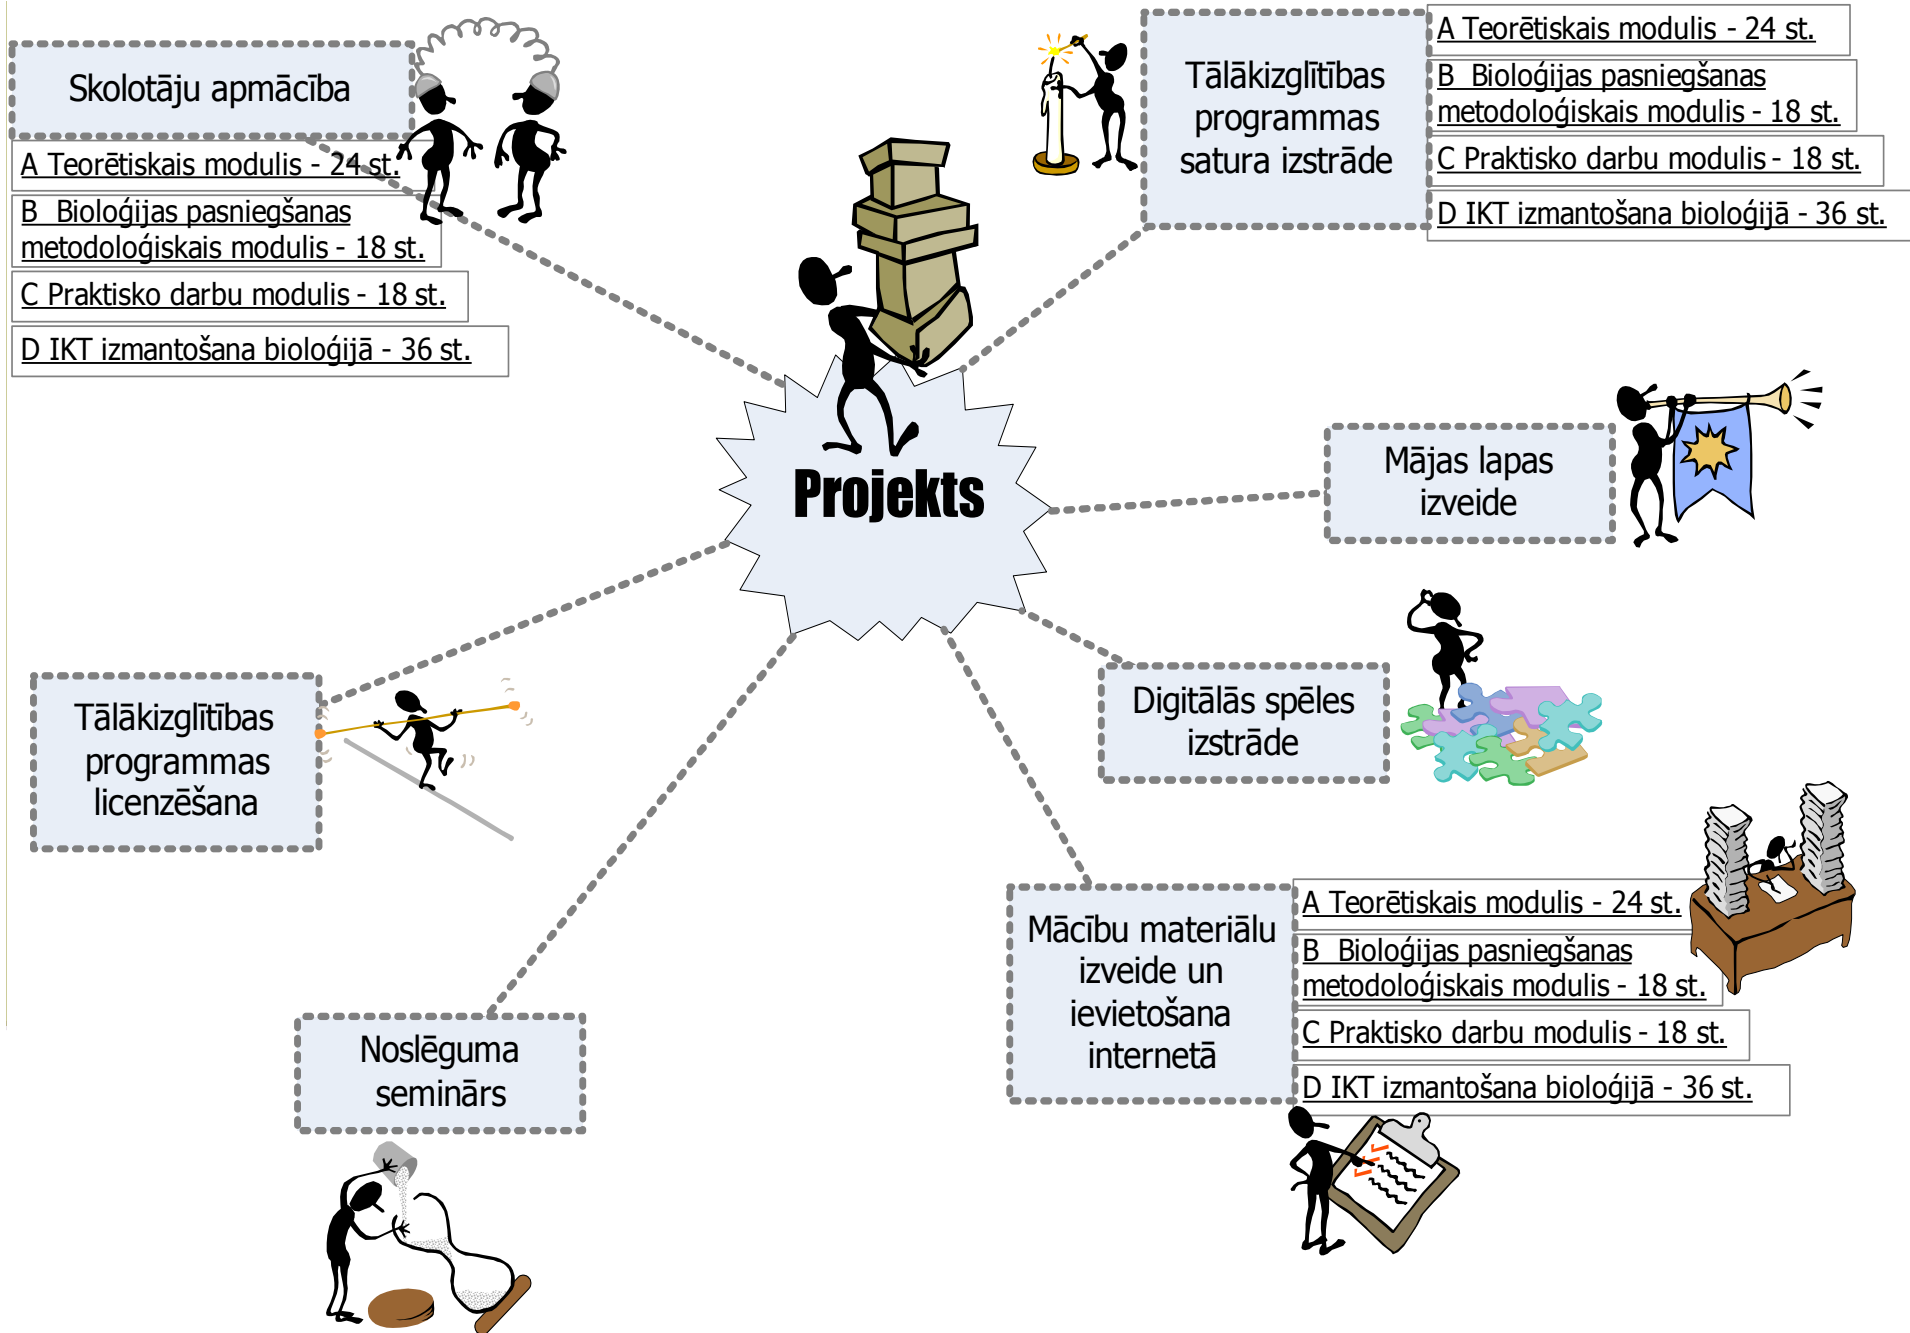 Skolotāju apmācība
A Teorētiskais modulis - 24 st.
B  Bioloģijas pasniegšanas
metodoloģiskais modulis - 18 st.
C Praktisko darbu modulis - 18 st.
D IKT izmantošana bioloģijā - 36 st.
Tālākizglītības
programmas
satura izstrāde
A Teorētiskais modulis - 24 st.
B  Bioloģijas pasniegšanas
metodoloģiskais modulis - 18 st.
C Praktisko darbu modulis - 18 st.
D IKT izmantošana bioloģijā - 36 st.
Projekts
Mājas lapas
izveide
Digitālās spēles
izstrāde
Tālākizglītības
programmas
licenzēšana
Mācību materiālu
izveide un
ievietošana
internetā
A Teorētiskais modulis - 24 st.
B  Bioloģijas pasniegšanas
metodoloģiskais modulis - 18 st.
C Praktisko darbu modulis - 18 st.
D IKT izmantošana bioloģijā - 36 st.
Noslēguma
seminārs